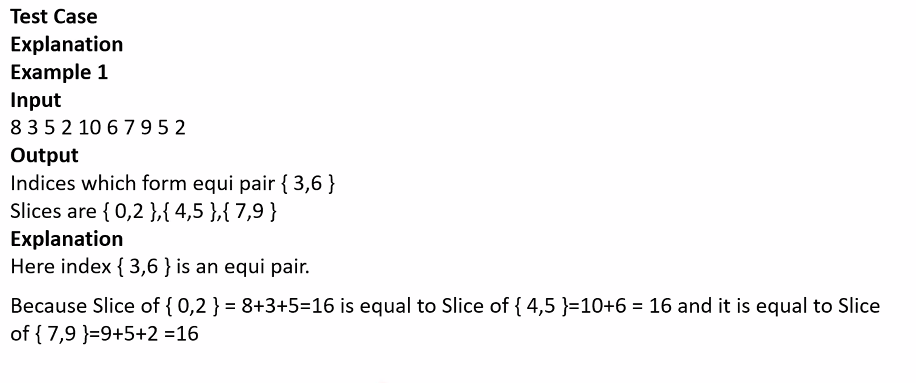 Test Case
Explanation
Example 1
Input
8 3 5 2 10 6 7 9 5 2
Output
Indices which form equi pair { 3,6 }
Slices are { 0,2 },{ 4,5 },{ 7,9 }
Explanation
Here index { 3,6 } is an equi pair.
Because Slice of { 0,2 } = 8+3+5=16 is equal to Slice of { 4,5 }=10+6 = 16 and it is equal to Slice
of { 7,9 }=9+5+2 =16